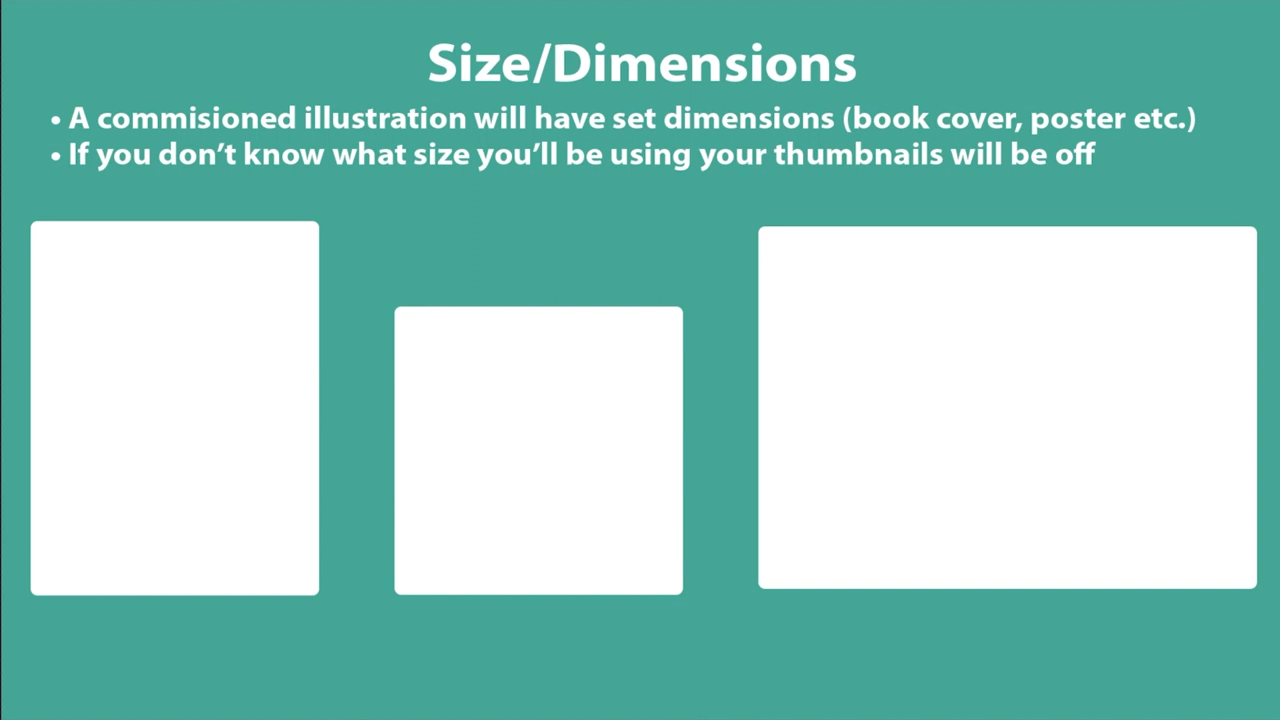 Size/Dimensions
• A commisioned illustration will have set dimensions (book cover, poster etc.)
• If you don’t know what size you’ll be using your thumbnails will be off